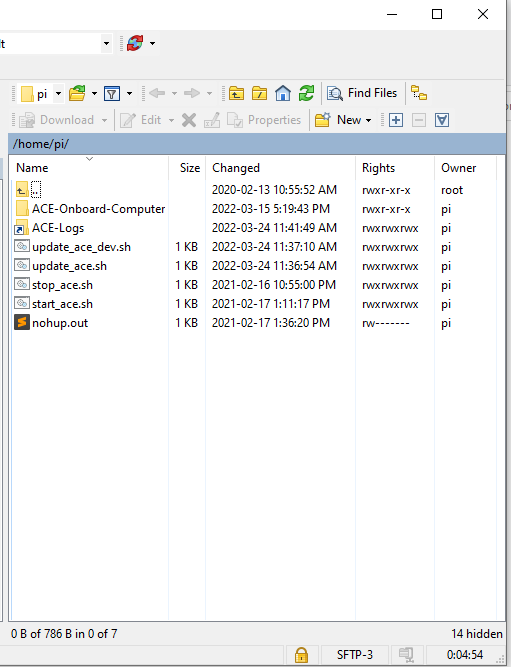 lt
pi Find Files
Download Edit Properties New
/home/pi/
Name Size Changed Rights Owner
.. 2020-02-13 10:55:52 AM rwxr-xr-x root
ACE-Onboard-Computer 2022-03-15 5:19:43 PM rwxr-xr-x pi
ACE-Logs 2022-03-24 11:41:49 AM rwxrwxrwx pi
update_ace_dev.sh 1 KB 2022-03-24 11:37:10 AM rwxrwxrwx pi
update_ace.sh 1 KB 2022-03-24 11:36:54 AM rwxrwxrwx pi
stop_ace.sh 1 KB 2021-02-16 10:55:00 PM rwxrwxrwx pi
start_ace.sh 1 KB 2021-02-17 1:11:17 PM rwxrwxrwx pi
nohup.out 1 KB 2021-02-17 1:36:20 PM rw------- pi
0 B of 786 B in 0 of 7 14 hidden
SFTP-3 0:04:54